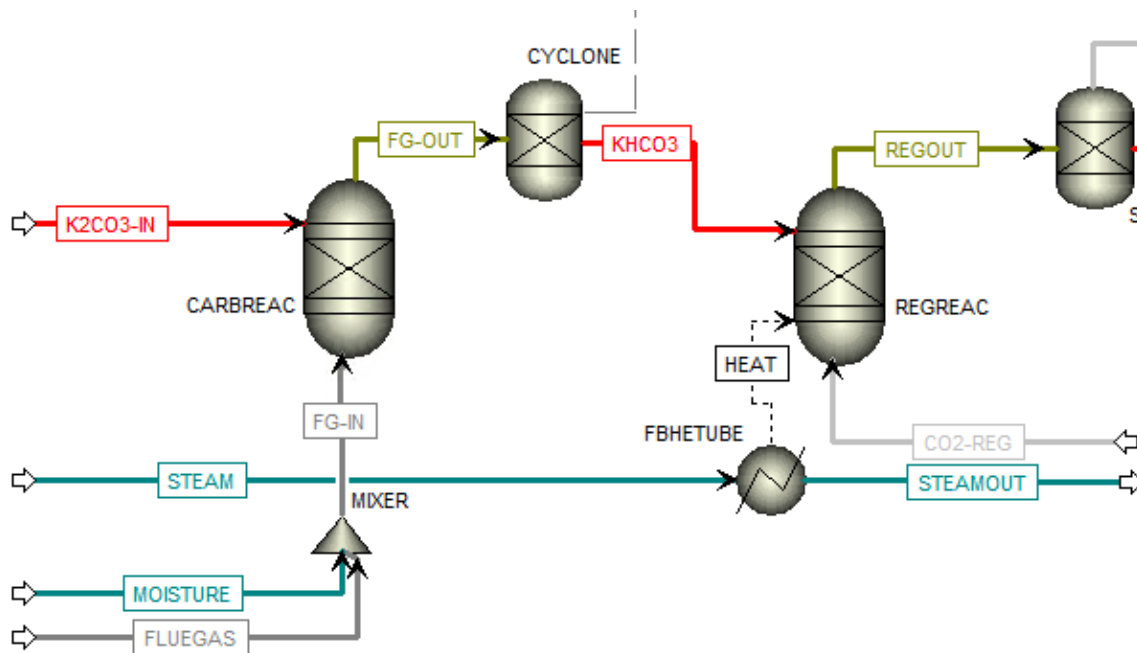 CYCLONE
FG-OUT
KHCO3
REGOUT
K2CO3-IN
S
CARBREAC
REGREAC
HEAT
FG-IN
FBHETUBE
CO2-REG
STEAM
STEAMOUT
MIXER
MOISTURE
FLUEGAS